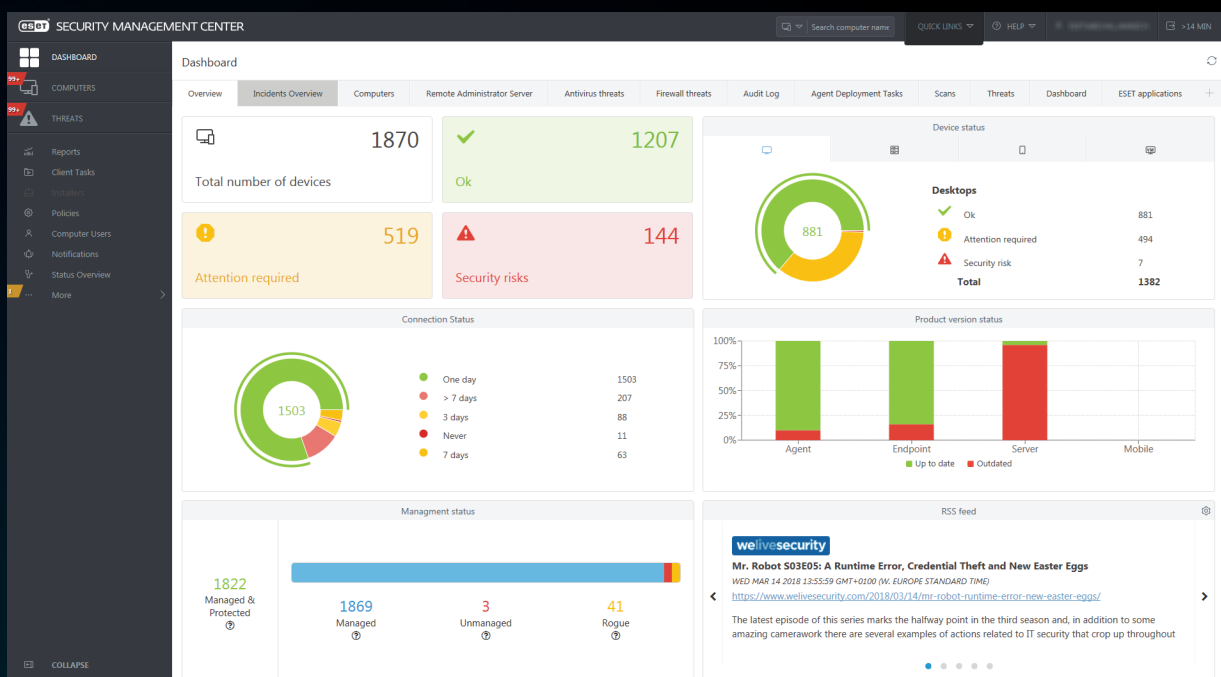 eset SECURITY MANAGEMENT CENTER
Search computer name
QUICK LINKS
HELP
>14 MIN
DASHBOARD
99+
COMPUTERS
99+
THREATS
Reports
Client Tasks
Installers
Policies
Computer Users
Notifications
Status Overview
More
COLLAPSE
Dashboard
Overview Incidents Overview Computers Remote Administrator Server Antivirus threats Firewall threats Audit Log Agent Deployment Tasks Scans Threats Dashboard ESET applications
1870
Total number of devices
1207
Ok
519
Attention required
144
Security risks
Device status
881
Desktops
Ok 881
Attention required 494
Security risk 7
Total 1382
Connection Status
1503
One day 1503
> 7 days 207
3 days 88
Never 11
7 days 63
Product version status
100%
75%
50%
25%
0%
Agent Endpoint Server Mobile
Up to date Outdated
Managment status
1822
Managed &
Protected
1869 3 41
Managed Unmanaged Rogue
RSS feed
welivesecurity
Mr. Robot S03E05: A Runtime Error, Credential Theft and New Easter Eggs
WED MAR 14 2018 13:55:59 GMT+0100 (W. EUROPE STANDARD TIME)
https://www.welivesecurity.com/2018/03/14/mr-robot-runtime-error-new-easter-eggs/
The latest episode of this series marks the halfway point in the third season and, in addition to some
amazing camerawork there are several examples of actions related to IT security that crop up throughout